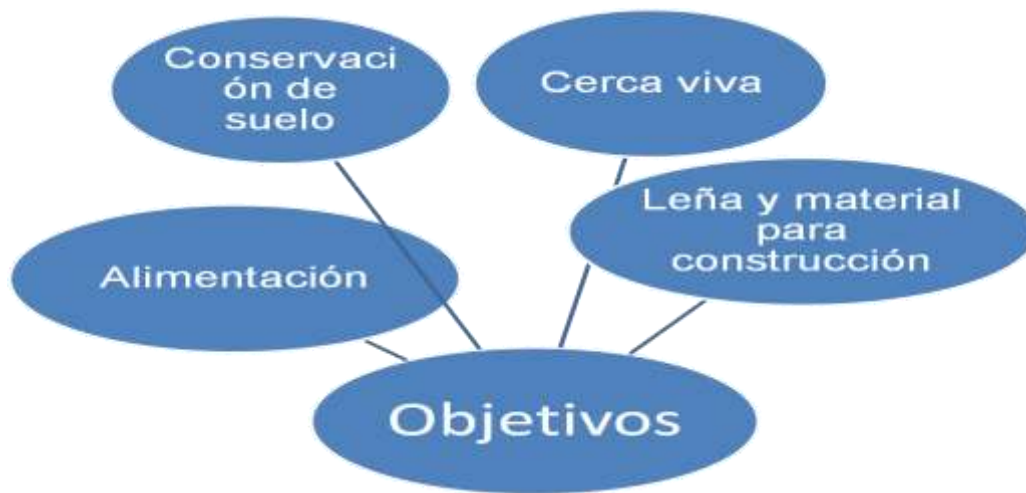 Conservaci
ón de
suelo
Cerca viva
Leña y material
para
construcción
Alimentación
Objetivos